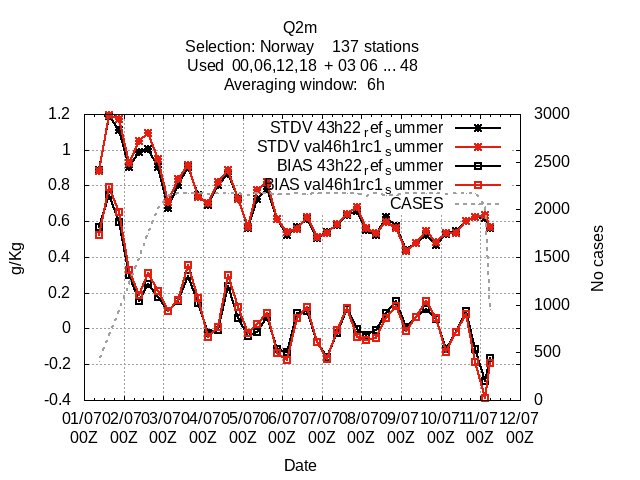 Q2m
Selection: Norway 137 stations
Used 00,06,12,18 + 03 06 ... 48
Averaging window: 6h
1.2
1
0.8
0.6
0.4
0.2
0
-0.2
-0.4
g/Kg
3000
2500
2000
1500
1000
500
0
No cases
STDV 43h22refsummer
STDV val46h1rc1summer
BIAS 43h22refsummer
BIAS val46h1rc1summer
CASES
01/07 02/07 03/07 04/07 05/07 06/07 07/07 08/07 09/07 10/07 11/07 12/07
00Z 00Z 00Z 00Z 00Z 00Z 00Z 00Z 00Z 00Z 00Z 00Z
Date